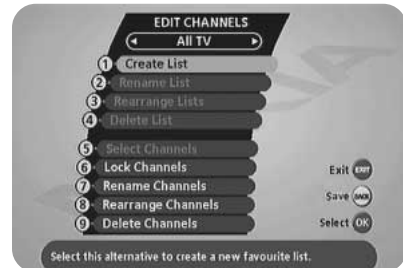 EDIT CHANNELS
All TV
1 Create List
2 Rename List
3 Rearrange Lists
4 Delete List
5 Select Channels
6 Lock Channels
7 Rename Channels
8 Rearrange Channels
9 Delete Channels
Exit EXIT
Save BACK
Select OK
Select this alternative to create a new favourite list.